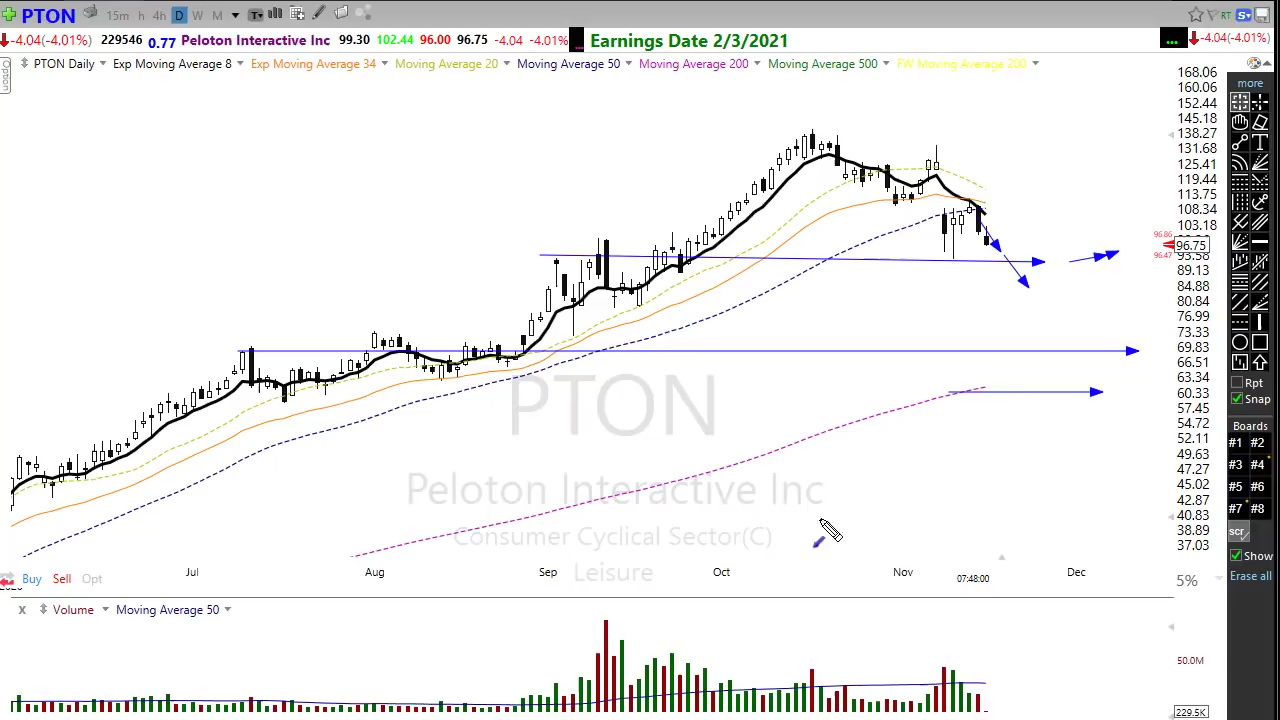 PTON 15m h 4h D W M T RT S
-4.04(-4.01%) 229546 0.77 Peloton Interactive Inc 99.30 102.44 96.00 96.75 -4.04 -4.01% ... Earnings Date 2/3/2021 ... -4.04(-4.01%)
Option
PTON Daily Exp Moving Average 8 Exp Moving Average 34 Moving Average 20 Moving Average 50 Moving Average 200 Moving Average 500 FW Moving Average 200
168.06
160.06
152.44
145.18
138.27
131.68
125.41
119.44
113.75
108.34
103.18
96.86
96.75
96.47
93.58
89.13
84.88
80.84
76.99
73.33
69.83
66.51
63.34
60.33
57.45
54.72
52.11
49.63
47.27
45.02
42.87
40.83
38.89
37.03
5%
more
T
Rpt
Snap
Boards
#1 #2
#3 #4
#5 #6
#7 #8
scr
Show
Erase all
PTON
Peloton Interactive Inc
Consumer Cyclical Sector(C)
Leisure
Jul Aug Sep Oct Nov Dec
07:48:00
Buy Sell Opt
X Volume Moving Average 50
50.0M
229.5K